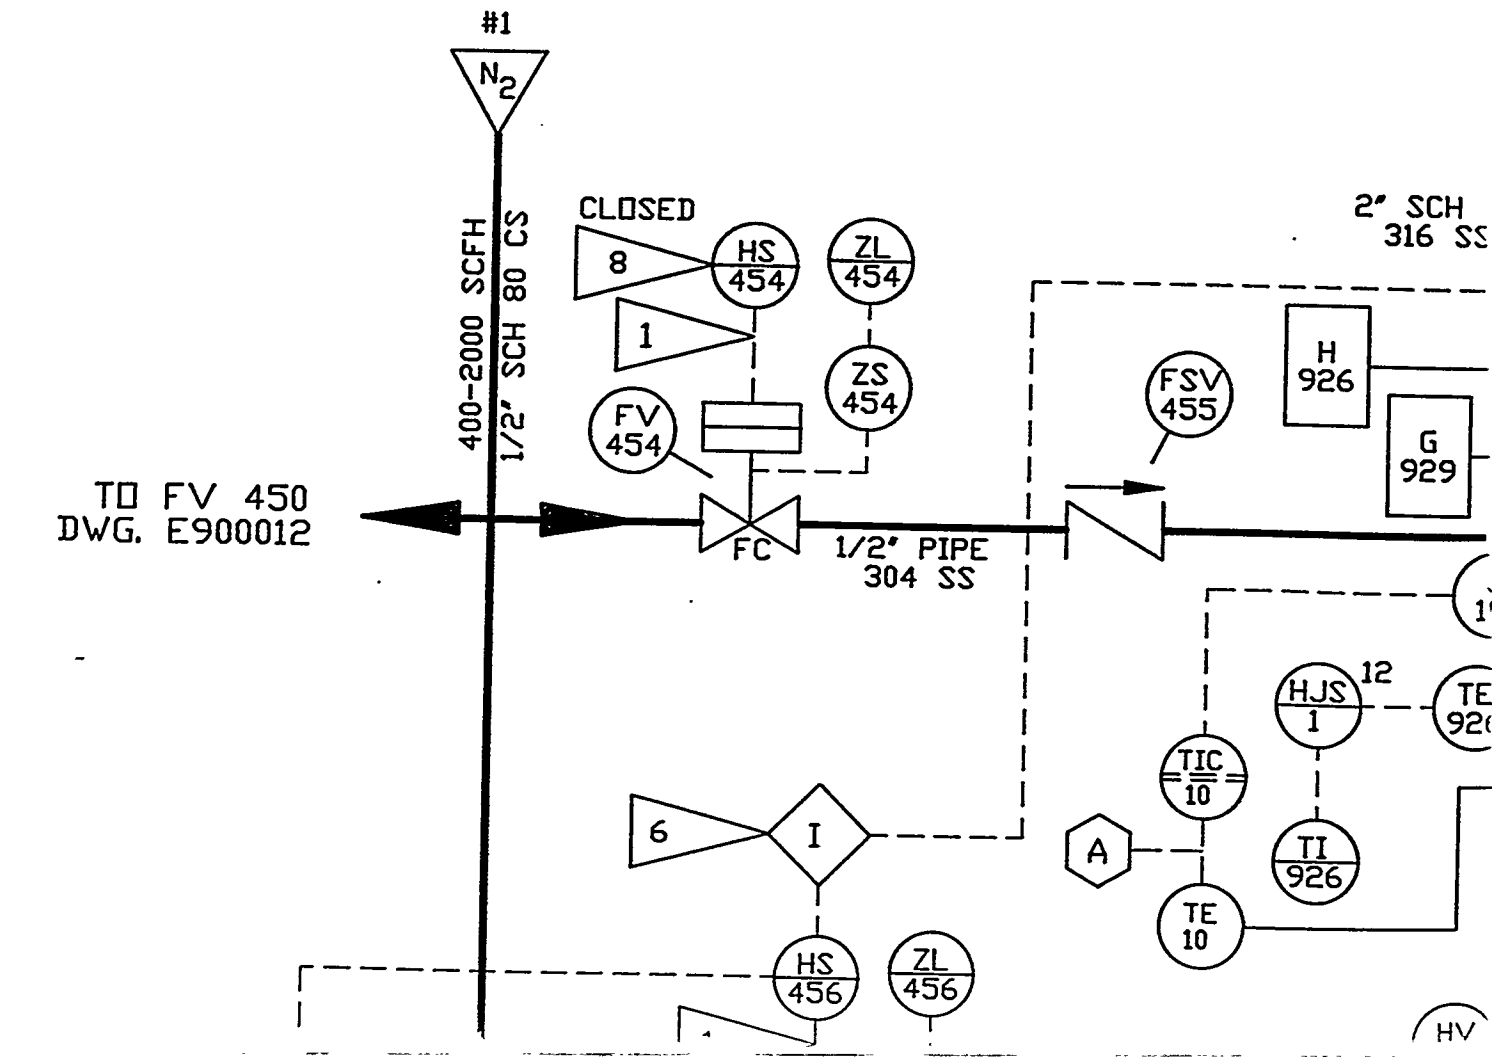 #1
N2
400-2000 SCFH
1/2" SCH 80 CS
CLOSED
8
HS
454
ZL
454
1
ZS
454
FV
454
FSV
455
2" SCH
316 SS
H
926
G
929
TO FV 450
DWG. E900012
FC
1/2" PIPE
304 SS
HJS
1
12
TE
926
TIC
10
6
I
A
TI
926
TE
10
HS
456
ZL
456
HV